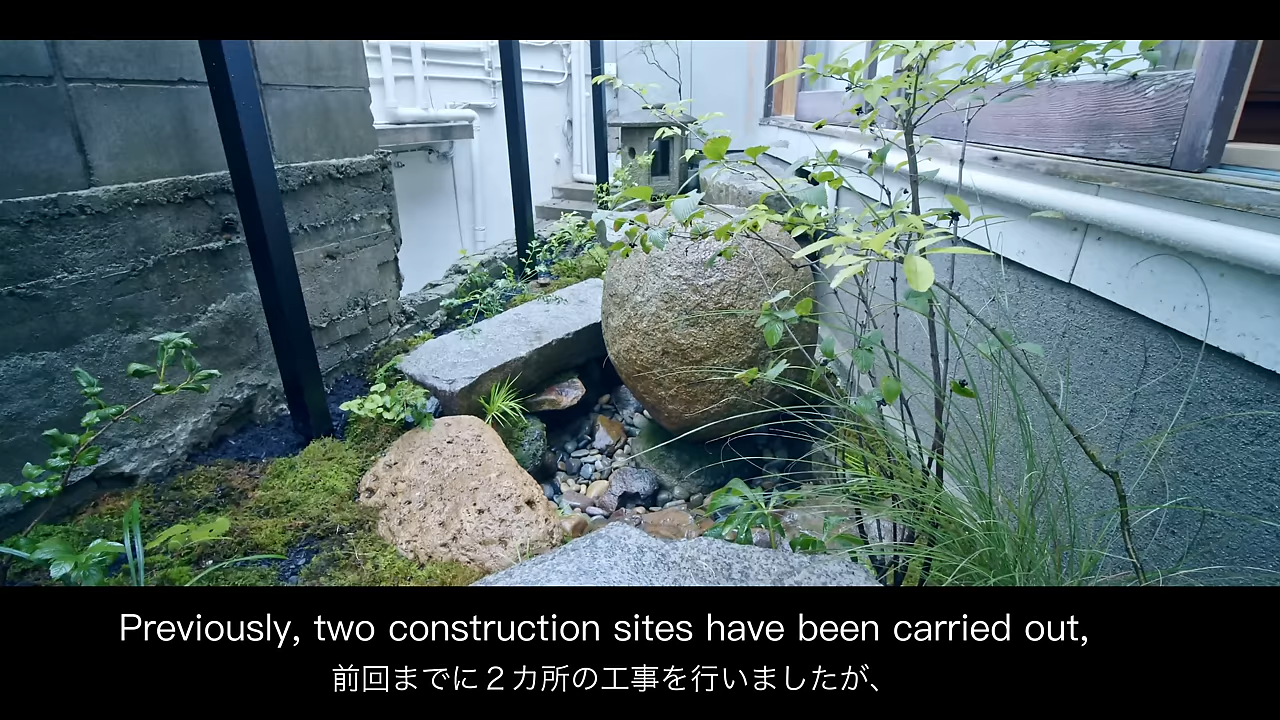 Previously, two construction sites have been carried out,
前回までに２カ所の工事を行いましたが、